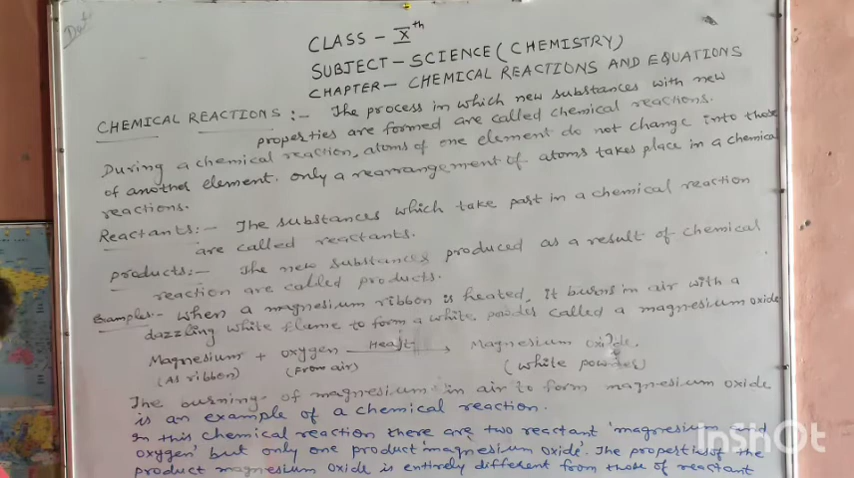 CLASS - Xth
SUBJECT - SCIENCE (CHEMISTRY)
CHAPTER - CHEMICAL REACTIONS AND EQUATIONS
CHEMICAL REACTIONS :- The process in which new substances with new
properties are formed are called chemical reactions.
During a chemical reaction, atoms of one element do not change into those
of another element. only a rearrangement of atoms takes place in a chemical
reactions.
Reactants:- The substances which take part in a chemical reaction
are called reactants.
products:- The new substances produced as a result of chemical
reaction are called products.
Example:- When a magnesium ribbon is heated, it burns in air with a
dazzling white flame to form a white powder called a magnesium oxide
Magnesium + oxygen Heat → Magnesium oxide.
(As ribbon) (From air) (white powder)
The burning of magnesium in air to form magnesium oxide
is an example of a chemical reaction.
In this chemical reaction there are two reactant 'magnesium and
oxygen' but only one product 'magnesium oxide'. The properties of the
product magnesium oxide is entirely different from those of reactant
InShOt